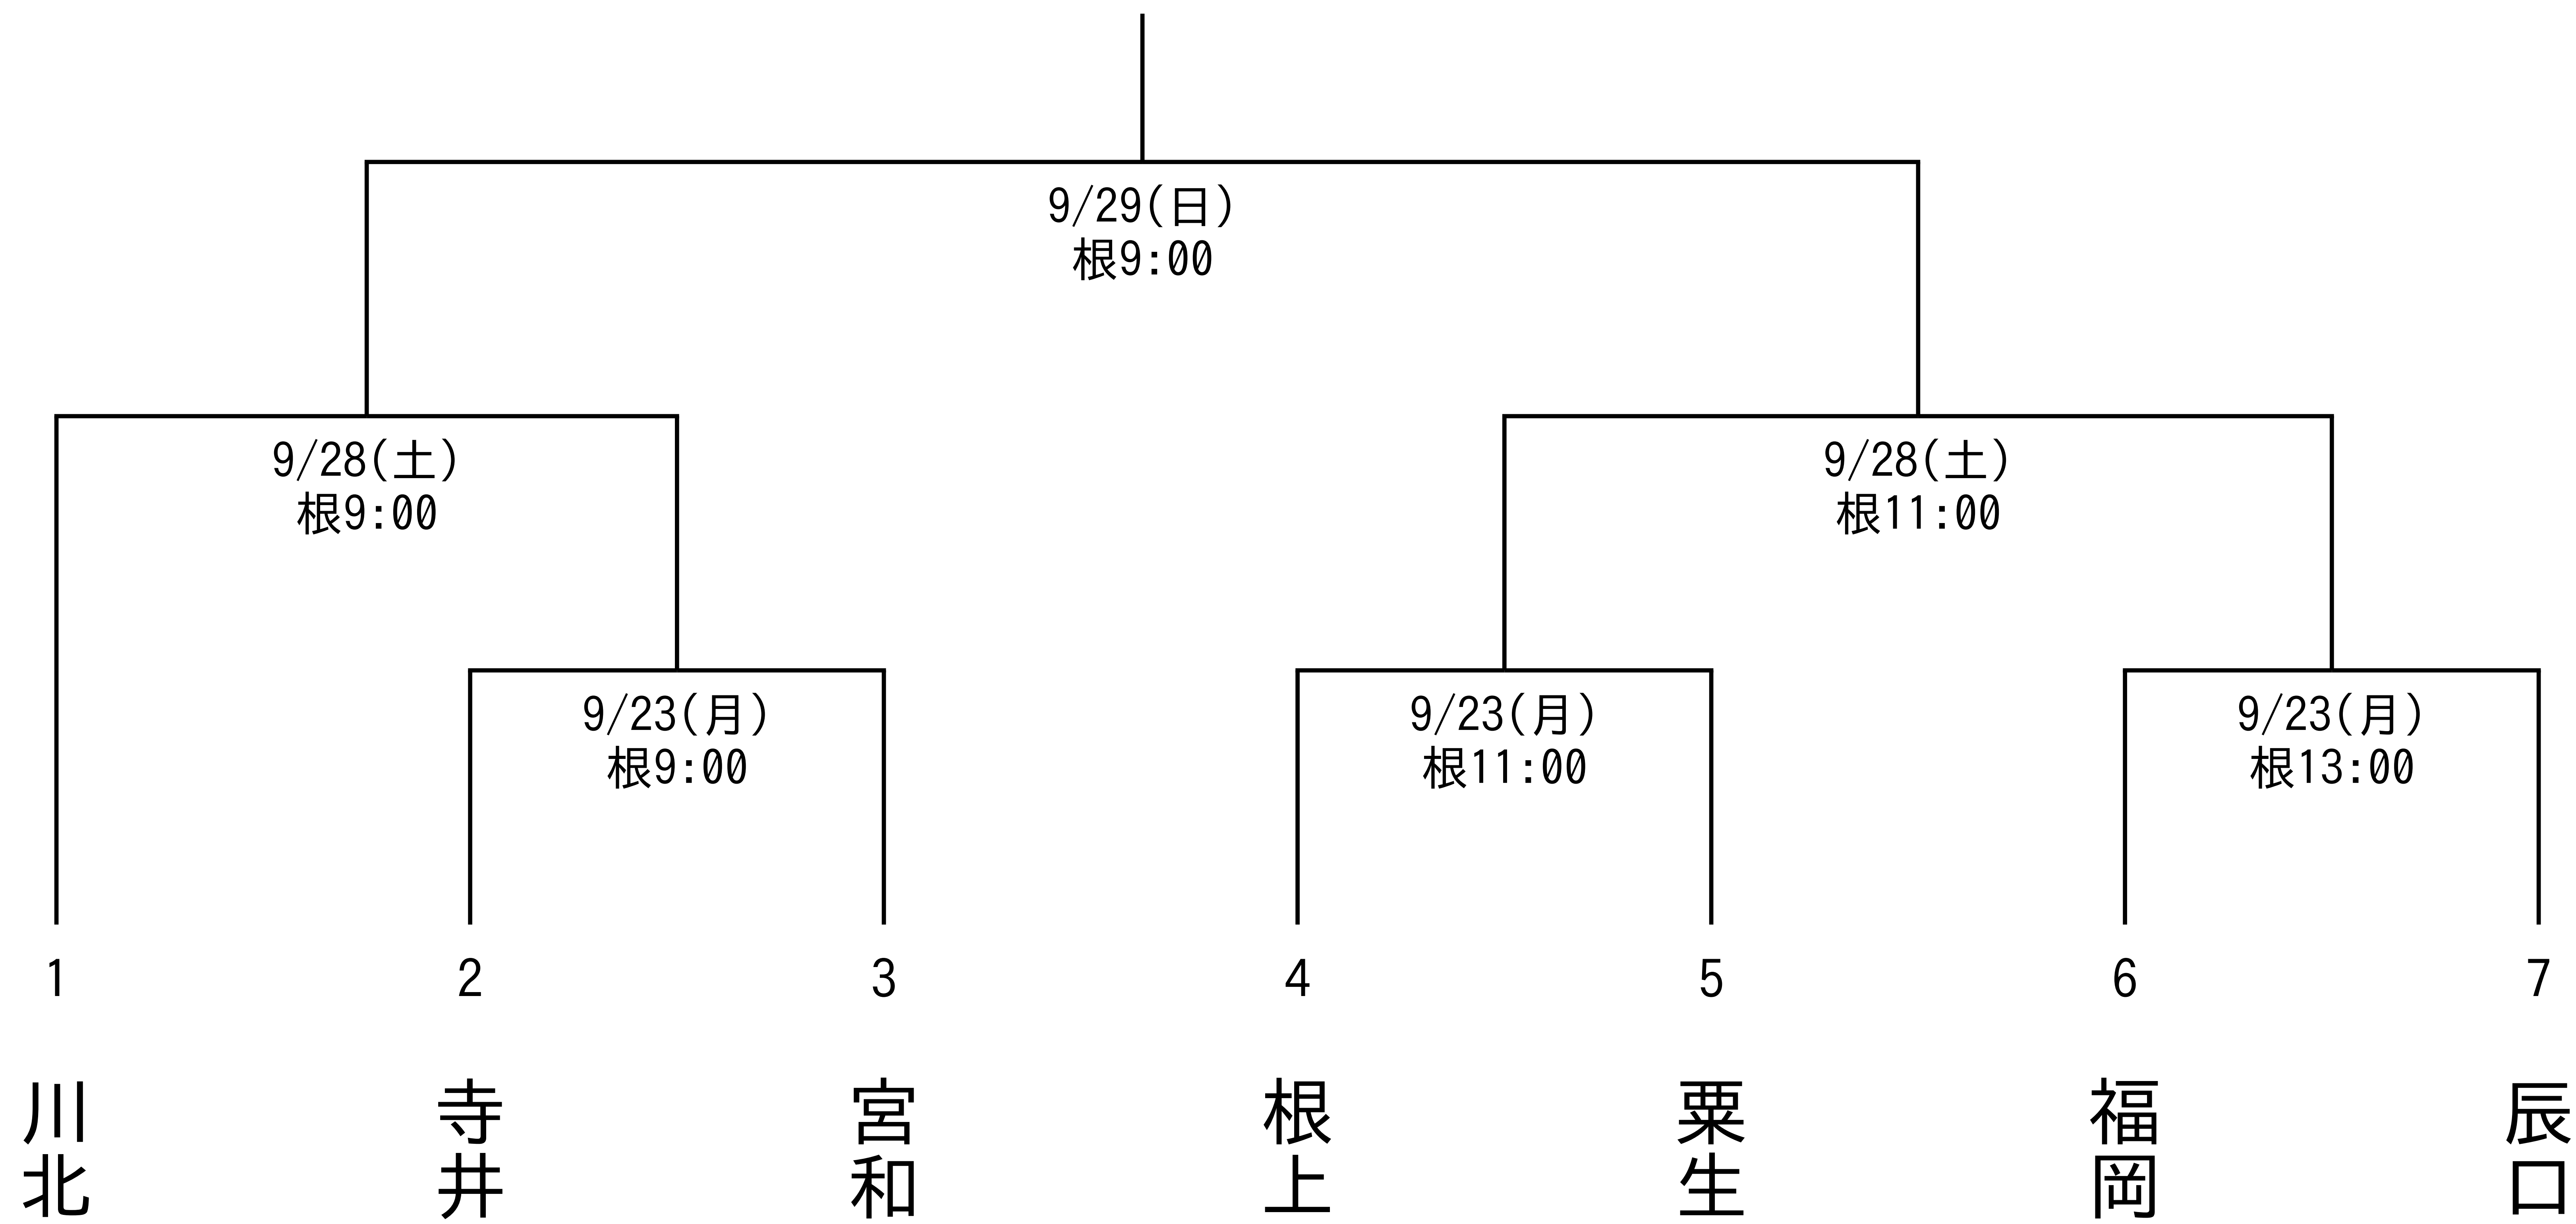 9/29(日)
根9:00
9/28(土)
根9:00
9/28(土)
根11:00
9/23(月)
根9:00
9/23(月)
根11:00
9/23(月)
根13:00
1
2
3
4
5
6
7
川北
寺井
宮和
根上
粟生
福岡
辰口